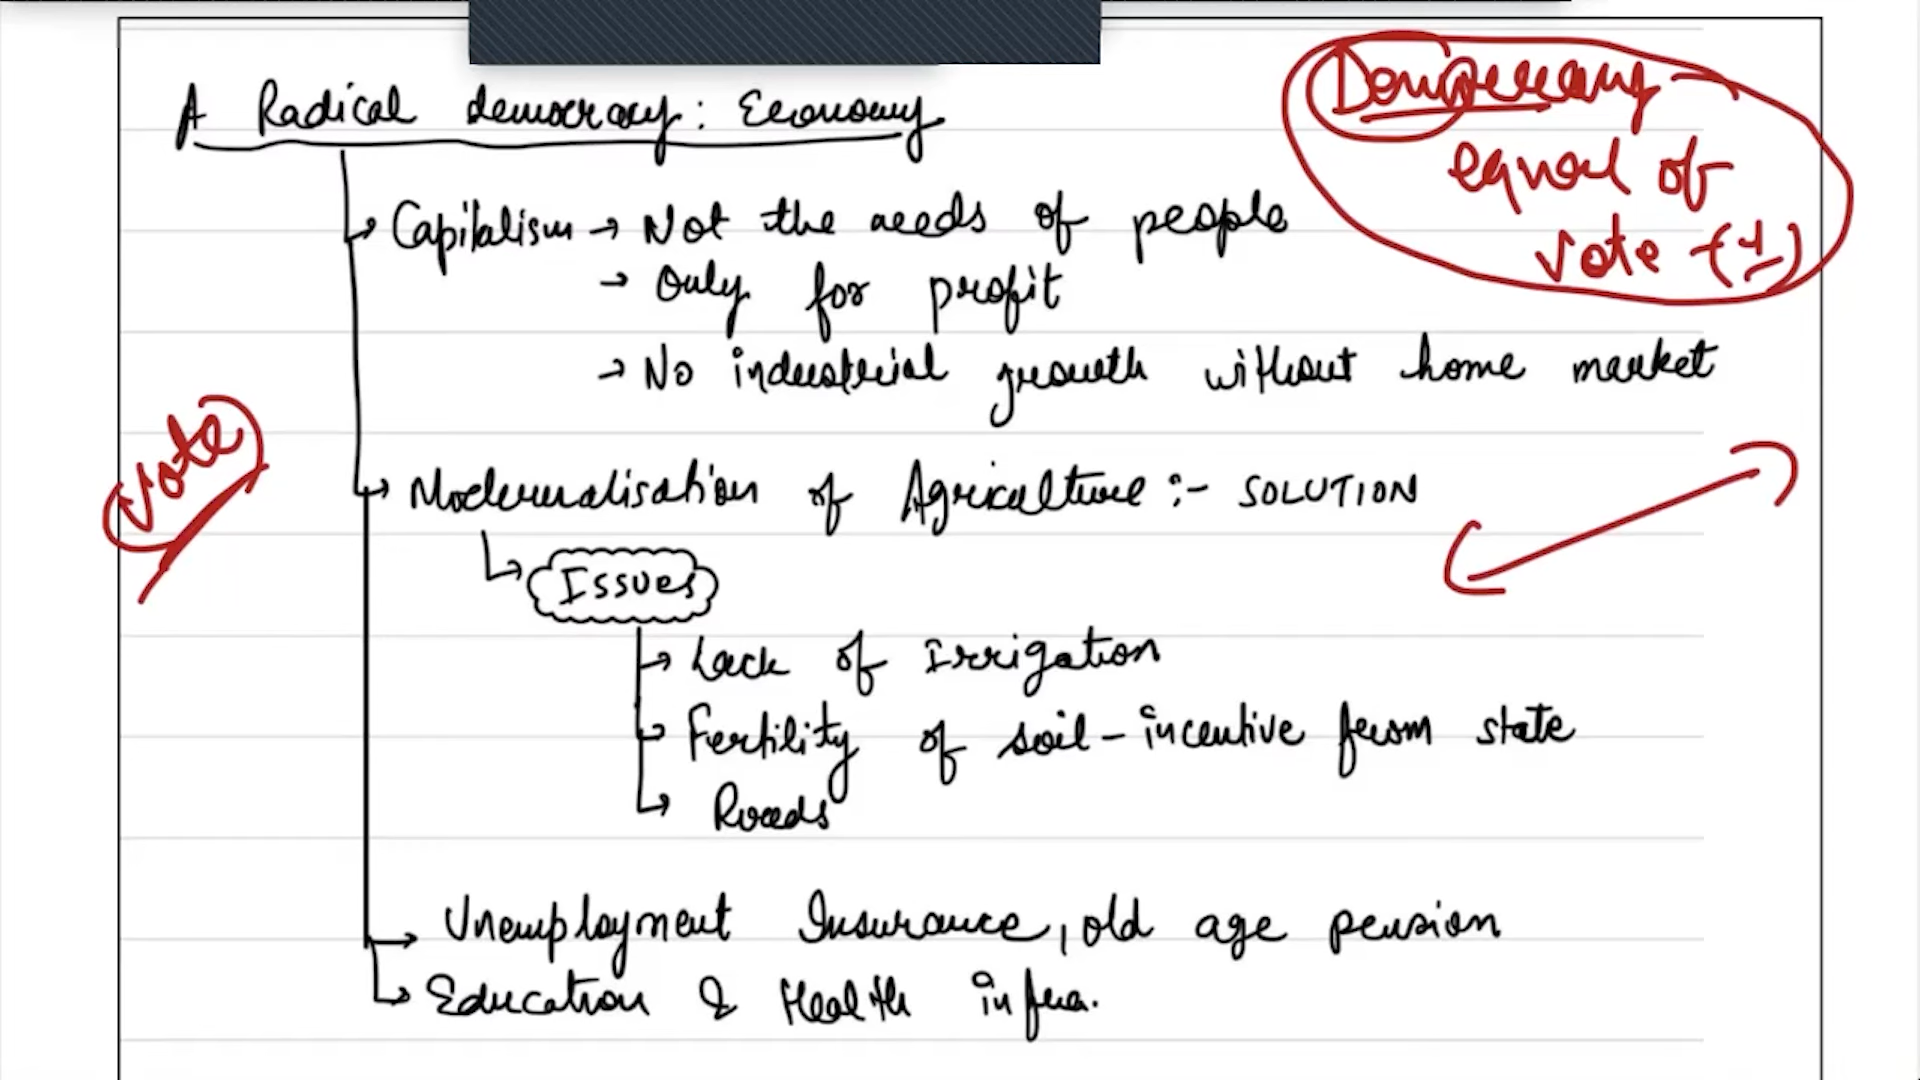 A Radical democracy: Economy
Democracy
equal of
vote (1)
→ Capitalism → Not the needs of people
→ Only for profit
→ No industrial growth without home market
Vote
→ Modernalisation of Agriculture :- SOLUTION
Issues
→ Lack of Irrigation
→ Fertility of soil - incentive from state
→ Roads
→ Unemployment Insurance, old age pension
→ Education & Health infra.